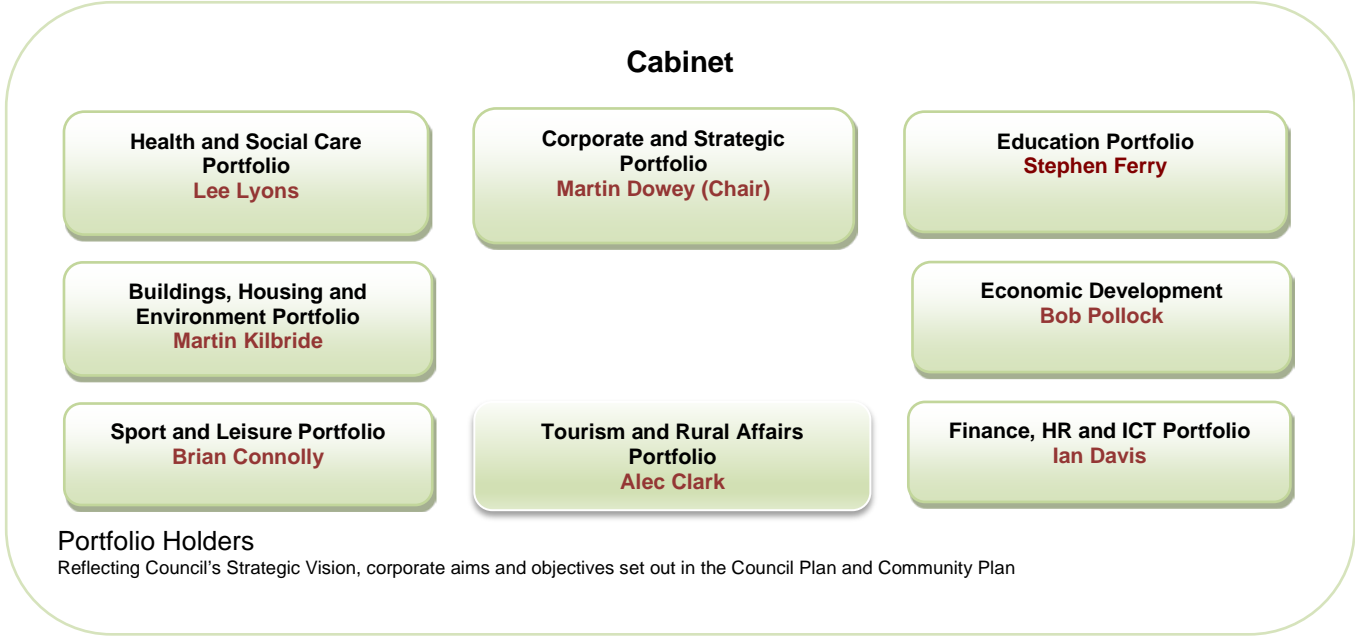 Cabinet
Health and Social Care
Portfolio
Lee Lyons
Corporate and Strategic
Portfolio
Martin Dowey (Chair)
Education Portfolio
Stephen Ferry
Buildings, Housing and
Environment Portfolio
Martin Kilbride
Economic Development
Bob Pollock
Sport and Leisure Portfolio
Brian Connolly
Tourism and Rural Affairs
Portfolio
Alec Clark
Finance, HR and ICT Portfolio
Ian Davis
Portfolio Holders
Reflecting Council's Strategic Vision, corporate aims and objectives set out in the Council Plan and Community Plan